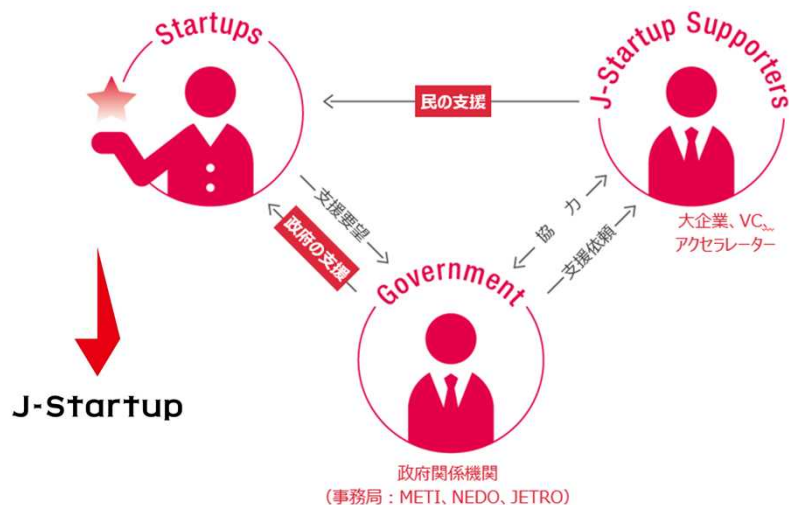 Startups
J-Startup Supporters
民の支援
支援要望
政府の支援
協 力
支援依頼
大企業、VC、
アクセラレーター
Government
J-Startup
政府関係機関
（事務局：METI、NEDO、JETRO）